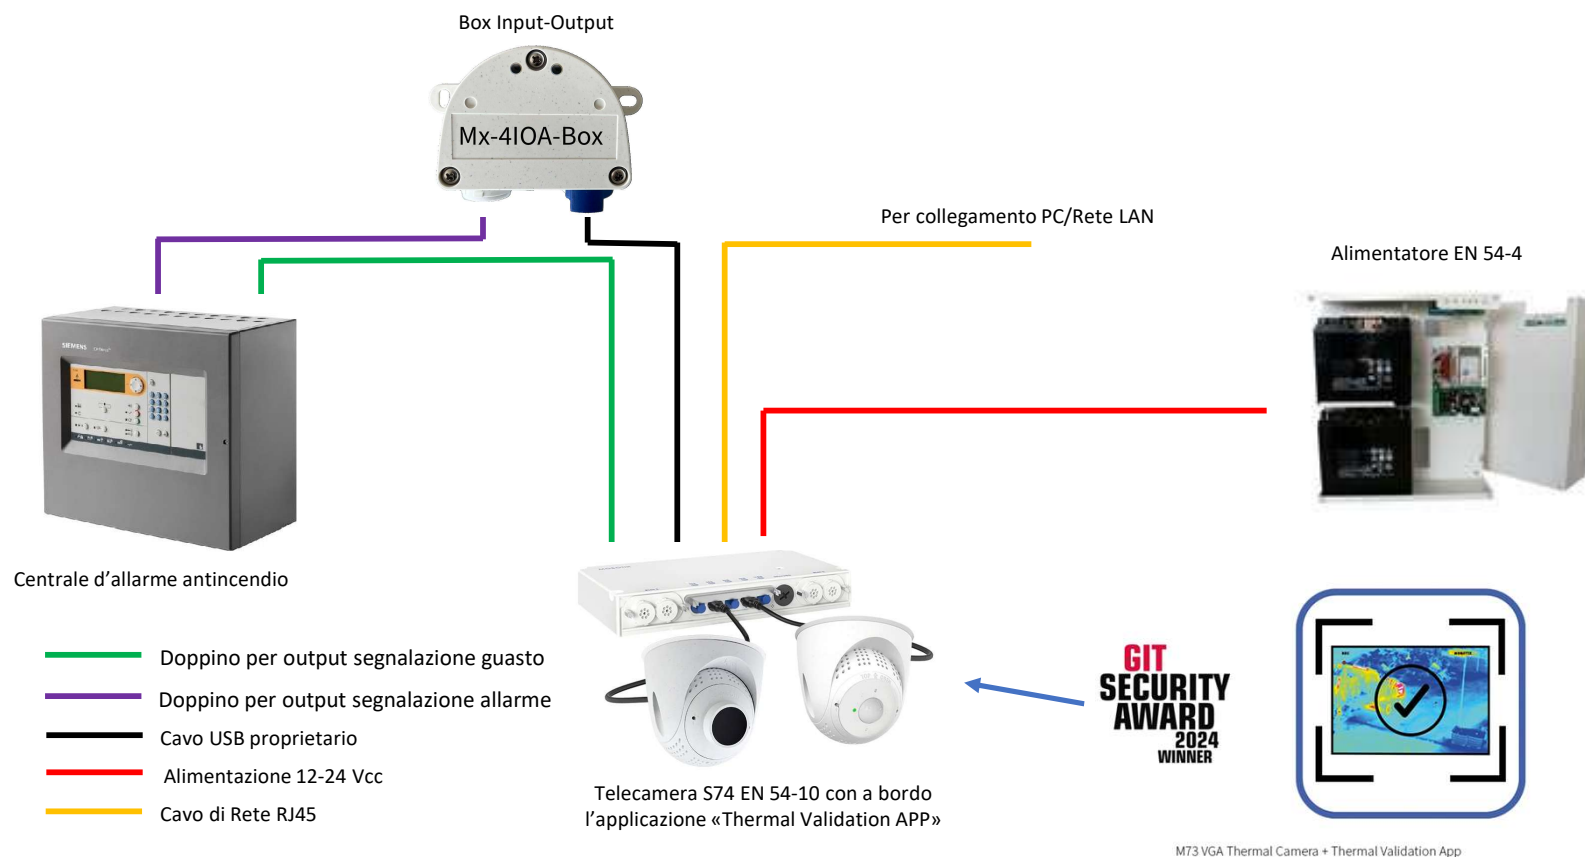 Box Input-Output
Mx-4IOA-Box
Per collegamento PC/Rete LAN
Alimentatore EN 54-4
SIEMENS
Centrale d’allarme antincendio
Doppino per output segnalazione guasto
Doppino per output segnalazione allarme
Cavo USB proprietario
Alimentazione 12-24 Vcc
Cavo di Rete RJ45
Telecamera S74 EN 54-10 con a bordo
l’applicazione «Thermal Validation APP»
GIT
SECURITY
AWARD
2024
WINNER
M73 VGA Thermal Camera + Thermal Validation App